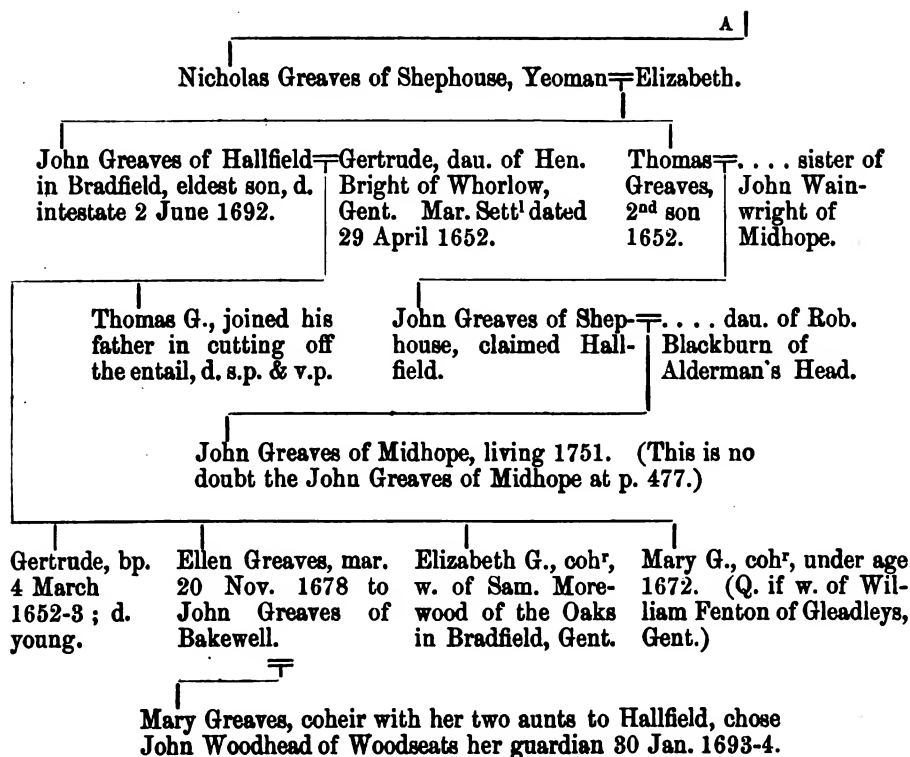 A
Nicholas Greaves of Shephouse, Yeoman Elizabeth.
John Greaves of Hallfield
in Bradfield, eldest son, d.
intestate 2 June 1692.
Gertrude, dau. of Hen.
Bright of Whorlow,
Gent. Mar. Settˡ dated
29 April 1652.
Thomas
Greaves,
2ⁿᵈ son
1652.
.... sister of
John Wain-
wright of
Midhope.
Thomas G., joined his
father in cutting off
the entail, d. s.p. & v.p.
John Greaves of Shep-
house, claimed Hall-
field.
.... dau. of Rob.
Blackburn of
Alderman's Head.
John Greaves of Midhope, living 1751. (This is no
doubt the John Greaves of Midhope at p. 477.)
Gertrude, bp.
4 March
1652-3 ; d.
young.
Ellen Greaves, mar.
20 Nov. 1678 to
John Greaves of
Bakewell.
Elizabeth G., cohʳ,
w. of Sam. More-
wood of the Oaks
in Bradfield, Gent.
Mary G., cohʳ, under age
1672. (Q. if w. of Wil-
liam Fenton of Gleadleys,
Gent.)
Mary Greaves, coheir with her two aunts to Hallfield, chose
John Woodhead of Woodseats her guardian 30 Jan. 1693-4.